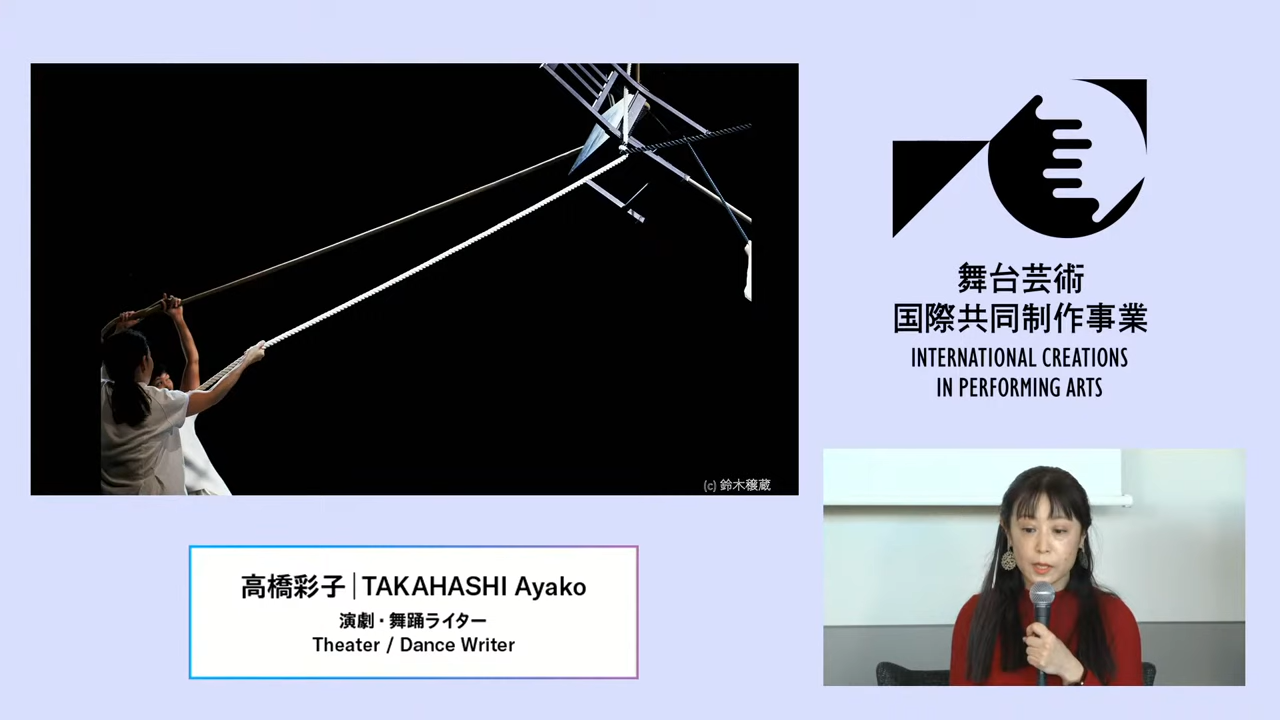 (c) 鈴木穣蔵
舞台芸術
国際共同制作事業
INTERNATIONAL CREATIONS
IN PERFORMING ARTS
高橋彩子|TAKAHASHI Ayako
演劇・舞踊ライター
Theater / Dance Writer